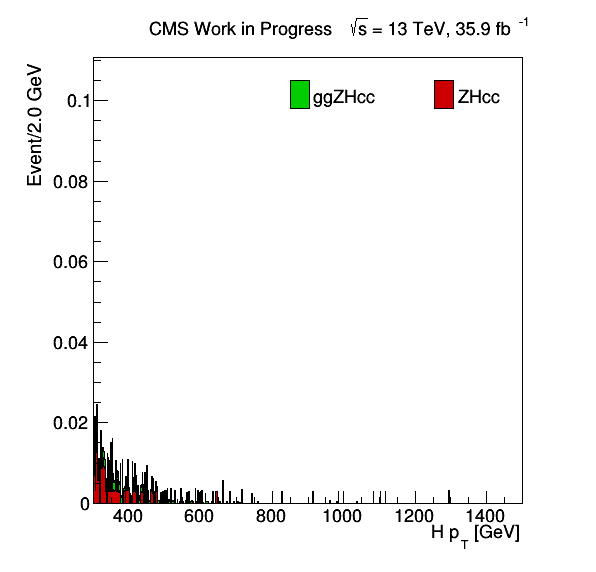 CMS Work in Progress √s = 13 TeV, 35.9 fb -1
Event/2.0 GeV
ggZHcc ZHcc
0.1
0.08
0.06
0.04
0.02
0
400 600 800 1000 1200 1400
H pT [GeV]